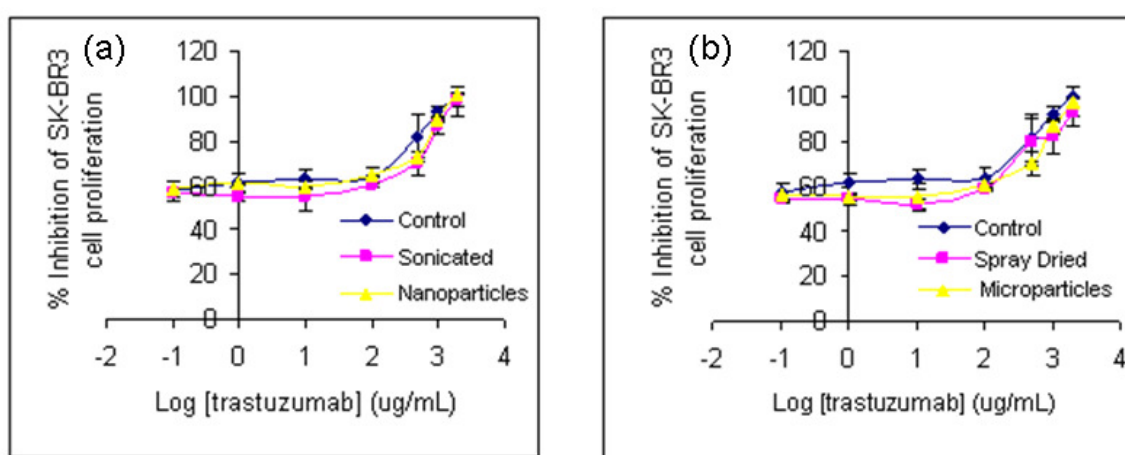 (a)
% Inhibition of SK-BR3
cell proliferation
120
100
80
60
40
20
0
-2 -1 0 1 2 3 4
Control
Sonicated
Nanoparticles
Log [trastuzumab] (ug/mL)
(b)
% Inhibition of SK-BR3
cell proliferation
120
100
80
60
40
20
0
-2 -1 0 1 2 3 4
Control
Spray Dried
Microparticles
Log [trastuzumab] (ug/mL)